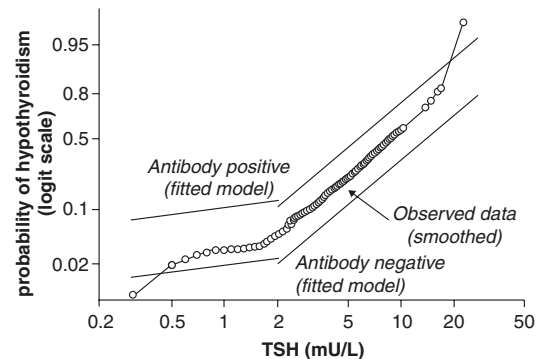 probability of hypothyroidism
(logit scale)
0.95
0.8
0.5
0.1
0.02
Antibody positive
(fitted model)
Observed data
(smoothed)
Antibody negative
(fitted model)
0.2 0.5 1 2 5 10 20 50
TSH (mU/L)